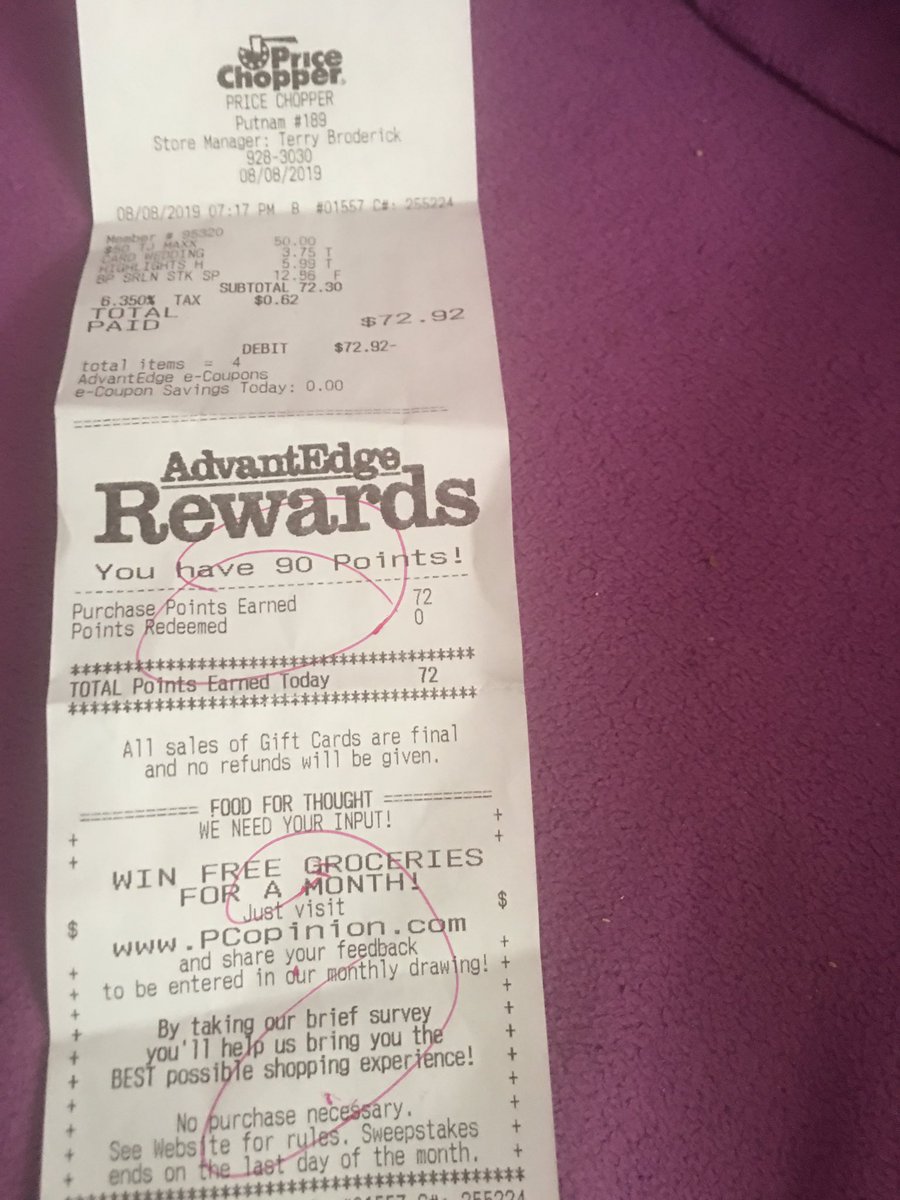 Price
Chopper
PRICE CHOPPER
Putnam #189
Store Manager: Terry Broderick
928-3030
08/08/2019
08/08/2019 07:17 PM B #01557 C#: 255224
Member # 95320
$50 TJ MAXX 50.00
CARD WEDDING 3.75 T
HIGHLIGHTS H 5.99 T
BP SRLN STK SP 12.56 F
SUBTOTAL 72.30
6.350% TAX $0.62
TOTAL
PAID $72.92
DEBIT $72.92-
total items = 4
AdvantEdge e-Coupons
e-Coupon Savings Today: 0.00
==========================================
AdvantEdge
Rewards
You have 90 Points!
------------------------------------------
Purchase Points Earned 72
Points Redeemed 0
******************************************
TOTAL Points Earned Today 72
******************************************
All sales of Gift Cards are final
and no refunds will be given.
=========== FOOD FOR THOUGHT ===========
+ WE NEED YOUR INPUT! +
+ WIN FREE GROCERIES +
FOR A MONTH!
$ Just visit $
www.PCopinion.com
+ and share your feedback +
+ to be entered in our monthly drawing! +
+ By taking our brief survey +
+ you'll help us bring you the +
+ BEST possible shopping experience! +
+ No purchase necessary. +
+ See Website for rules. Sweepstakes +
+ ends on the last day of the month. +
******************************************
#01557 C#: 255224